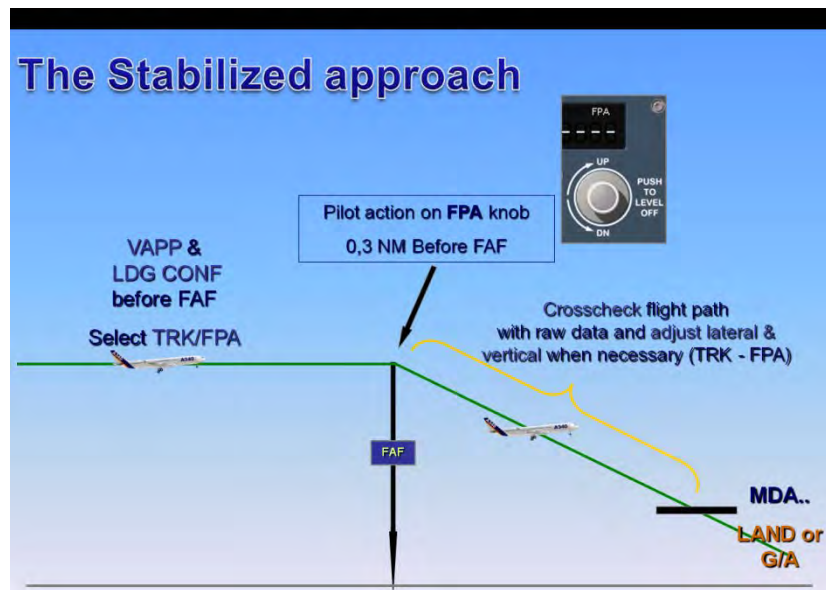 The Stabilized approach
FPA
UP
PUSH
TO
LEVEL
OFF
DN
Pilot action on FPA knob
0,3 NM Before FAF
VAPP &
LDG CONF
before FAF
Select TRK/FPA
Crosscheck flight path
with raw data and adjust lateral &
vertical when necessary (TRK - FPA)
FAF
MDA..
LAND or
G/A